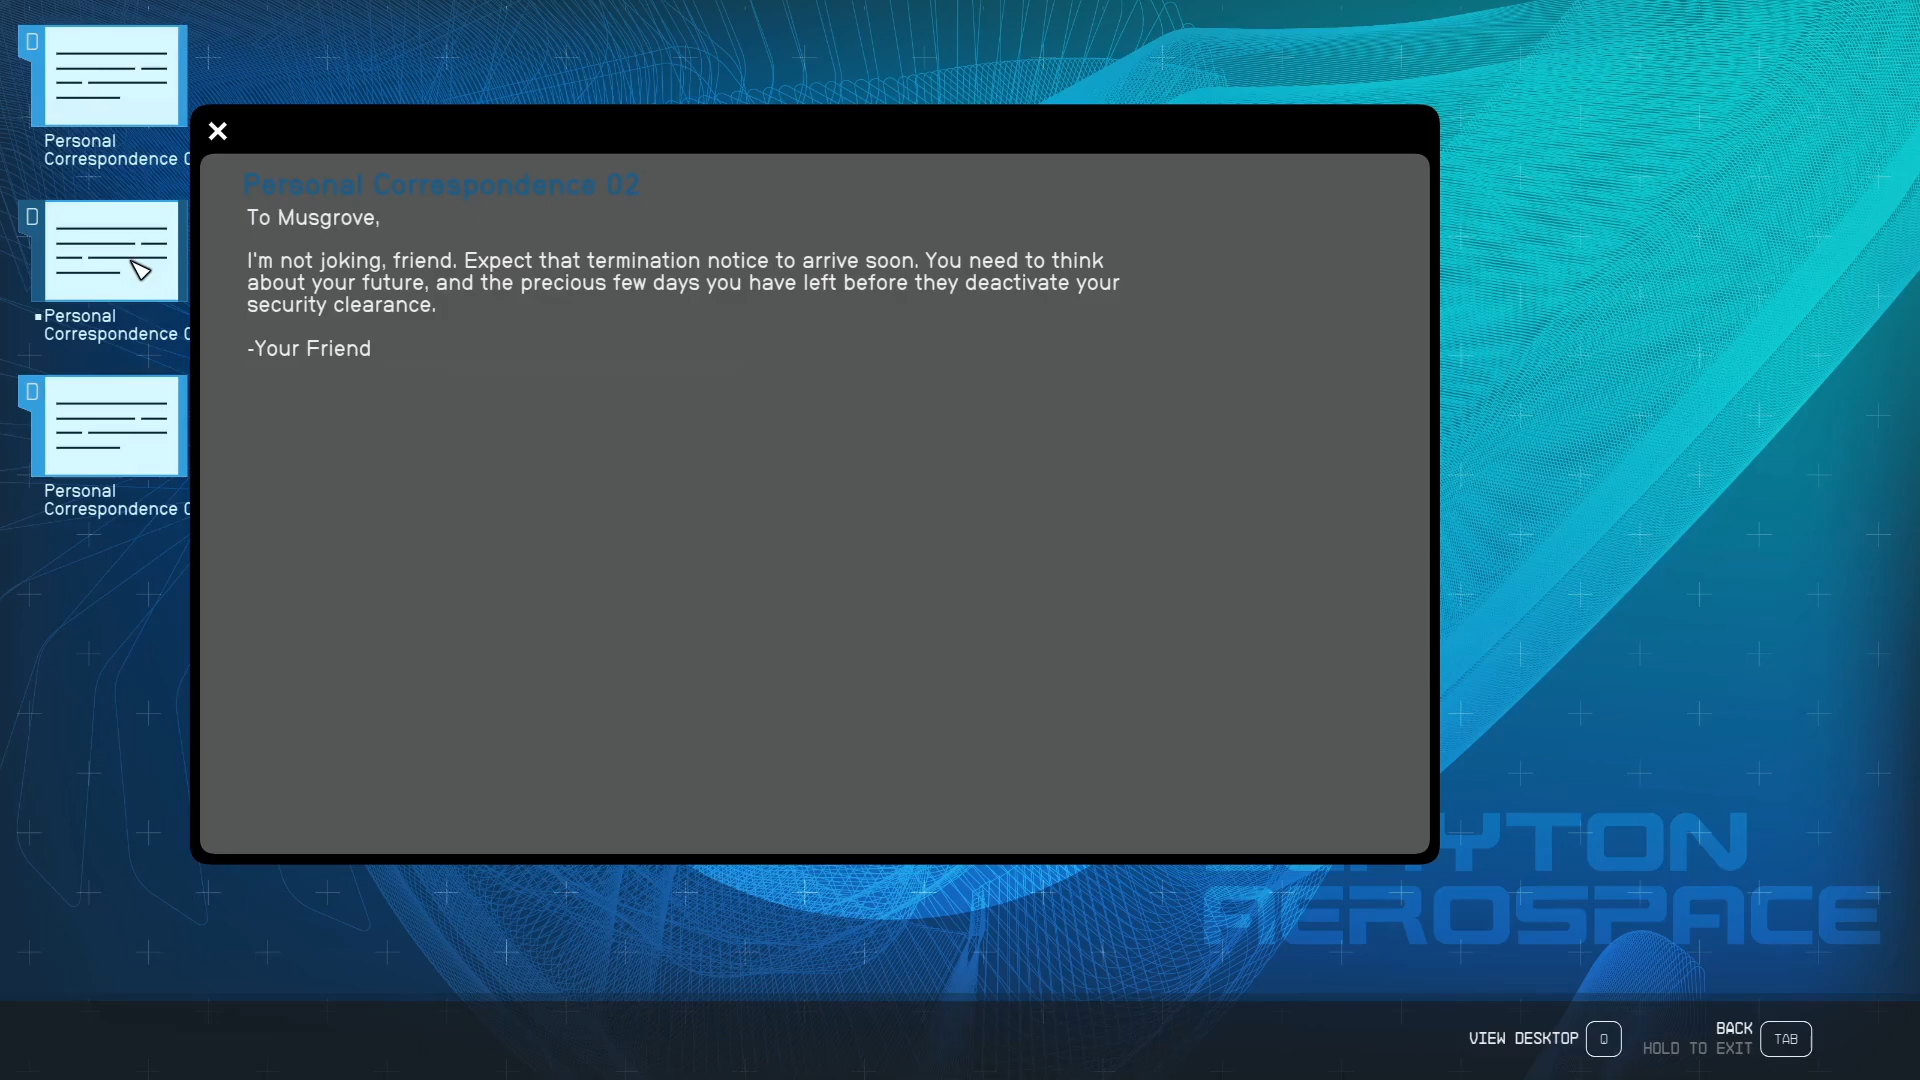 Personal
Correspondence
Personal
Correspondence
Personal
Correspondence
Personal Correspondence 02
To Musgrove,
I'm not joking, friend. Expect that termination notice to arrive soon. You need to think
about your future, and the precious few days you have left before they deactivate your
security clearance.
-Your Friend
AEROSPACE
VIEW DESKTOP Q
BACK
HOLD TO EXIT TAB